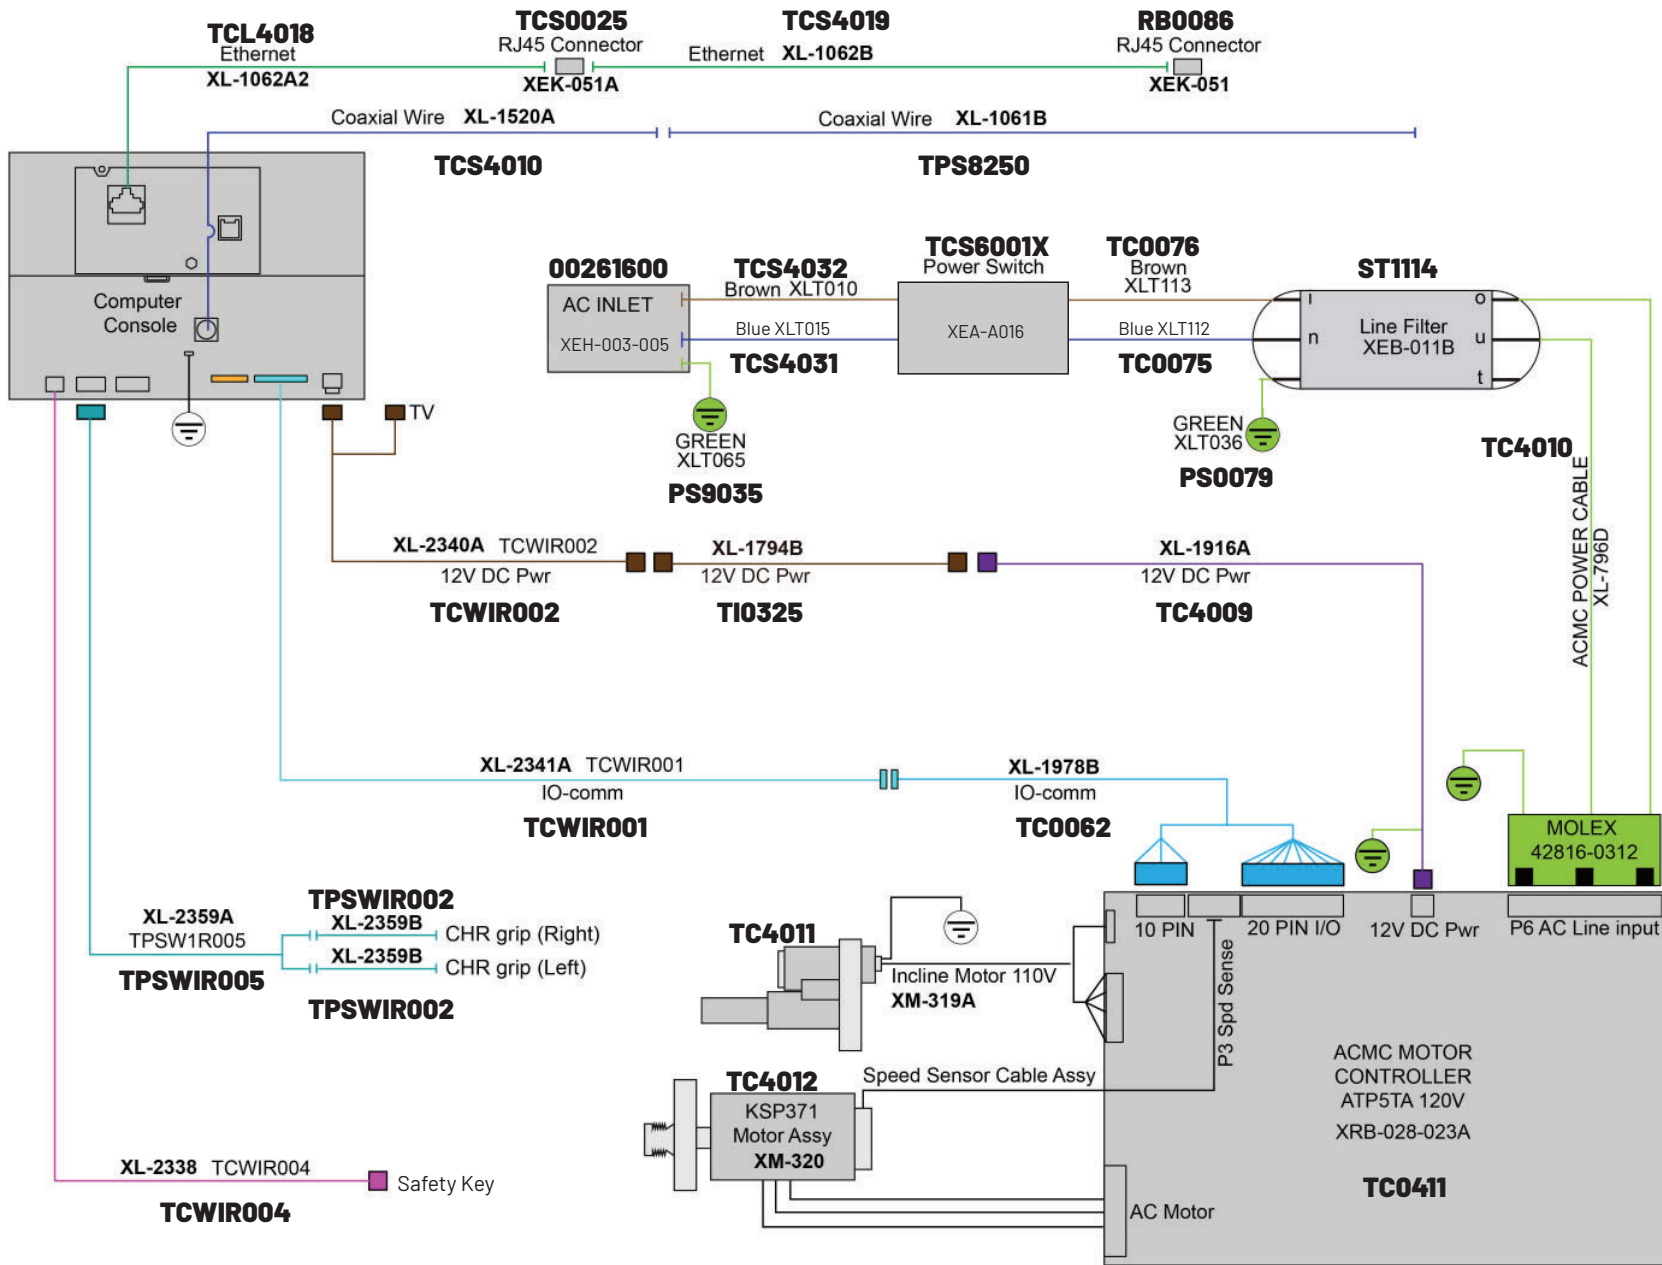 TCL4018
Ethernet
XL-1062A2
TCS0025
RJ45 Connector
XEK-051A
TCS4019
Ethernet XL-1062B
RB0086
RJ45 Connector
XEK-051
Coaxial Wire XL-1520A
TCS4010
Coaxial Wire XL-1061B
TPS8250
Computer
Console
TV
00261600
AC INLET
XEH-003-005
TCS4032
Brown XLT010
Blue XLT015
TCS4031
GREEN
XLT065
PS9035
TCS6001X
Power Switch
XEA-A016
TC0076
Brown
XLT113
Blue XLT112
TC0075
ST1114
I
n
Line Filter
XEB-011B
o
u
t
GREEN
XLT036
PS0079
TC4010
ACMC POWER CABLE
XL-796D
XL-2340A TCWIR002
12V DC Pwr
TCWIR002
XL-1794B
12V DC Pwr
TI0325
XL-1916A
12V DC Pwr
TC4009
XL-2341A TCWIR001
IO-comm
TCWIR001
XL-1978B
IO-comm
TC0062
MOLEX
42816-0312
XL-2359A
TPSW1R005
TPSWIR005
TPSWIR002
XL-2359B CHR grip (Right)
XL-2359B CHR grip (Left)
TPSWIR002
TC4011
Incline Motor 110V
XM-319A
10 PIN
20 PIN I/O
12V DC Pwr
P6 AC Line input
P3 Spd Sense
TC4012
KSP371
Motor Assy
XM-320
Speed Sensor Cable Assy
ACMC MOTOR
CONTROLLER
ATP5TA 120V
XRB-028-023A
TC0411
AC Motor
XL-2338 TCWIR004
TCWIR004
Safety Key